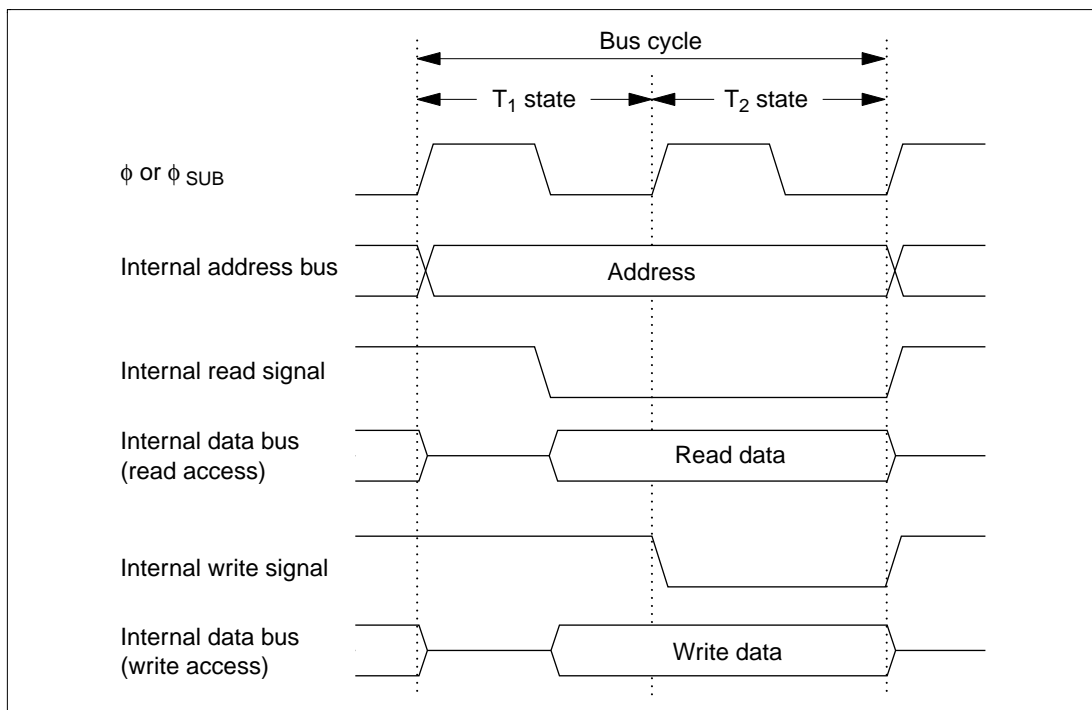 Bus cycle
T1 state
T2 state
ϕ or ϕ SUB
Internal address bus
Address
Internal read signal
Internal data bus
(read access)
Read data
Internal write signal
Internal data bus
(write access)
Write data